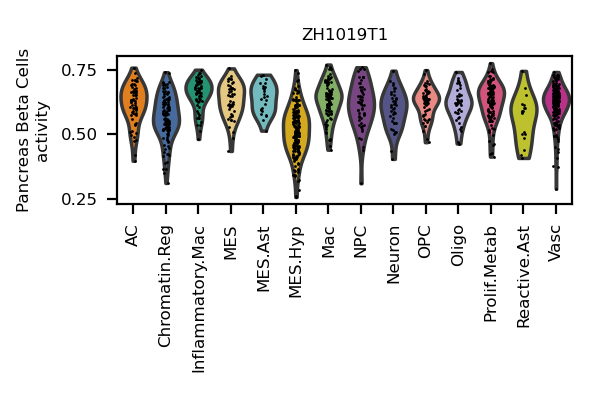 ZH1019T1
Pancreas Beta Cells
activity
0.75
0.50
0.25
AC
Chromatin.Reg
Inflammatory.Mac
MES
MES.Ast
MES.Hyp
Mac
NPC
Neuron
OPC
Oligo
Prolif.Metab
Reactive.Ast
Vasc